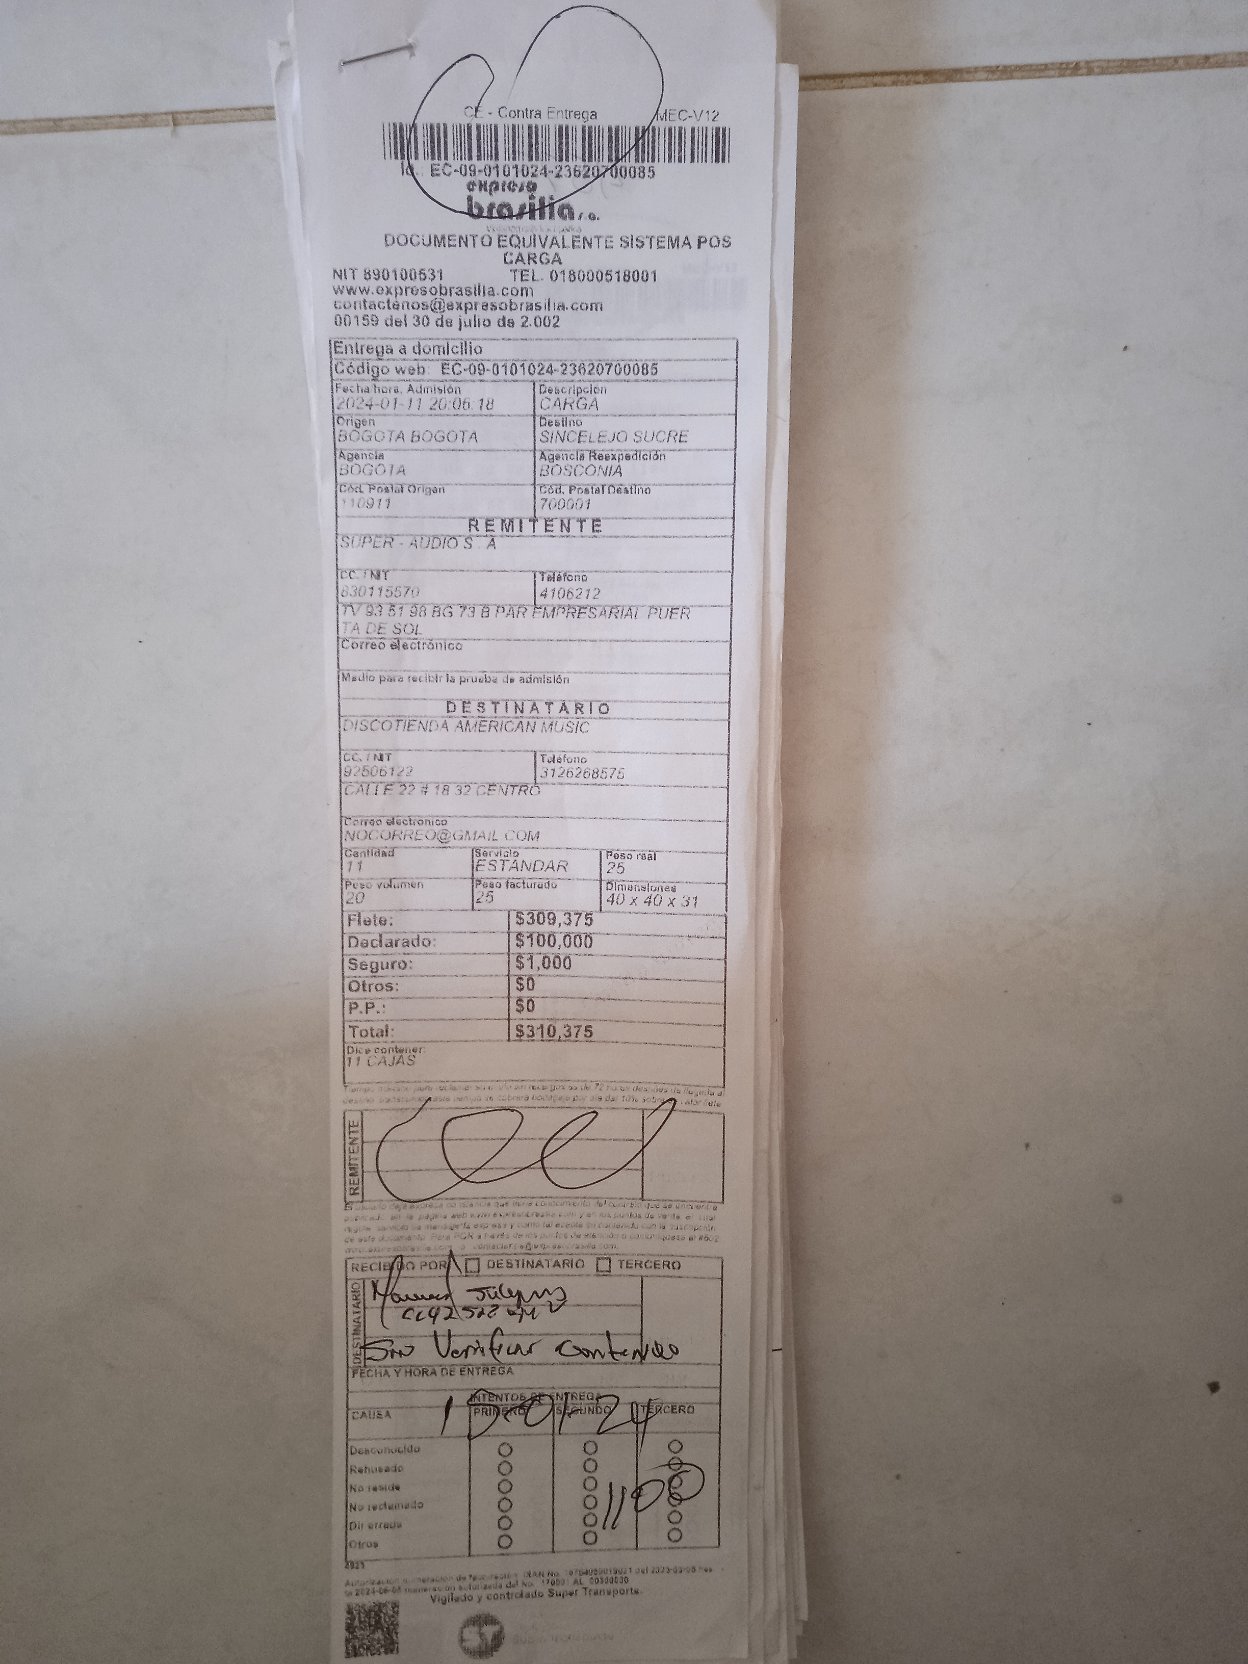 CE - Contra Entrega MEC-V12
Id.: EC-09-0101024-23620700085
expreso
brasilia s.a.
DOCUMENTO EQUIVALENTE SISTEMA POS
CARGA
NIT 890100531 TEL. 018000518001
www.expresobrasilia.com
contactenos@expresobrasilia.com
00159 del 30 de julio de 2.002
Entrega a domicilio
Código web: EC-09-0101024-23620700085
Fecha hora. Admisión Descripción
2024-01-11 20:06:18 CARGA
Origen Destino
BOGOTA BOGOTA SINCELEJO SUCRE
Agencia Agencia Reexpedición
BOGOTA BOSCONIA
Cód. Postal Origen Cód. Postal Destino
110911 700001
REMITENTE
SUPER - AUDIO S . A
CC. / NIT Teléfono
830115570 4106212
TV 93 51 98 BG 73 B PAR EMPRESARIAL PUER
TA DE SOL
Correo electrónico
Medio para recibir la prueba de admisión
DESTINATARIO
DISCOTIENDA AMERICAN MUSIC
CC. / NIT Teléfono
92506122 3126268575
CALLE 22 # 18 32 CENTRO
Correo electronico
NOCORREO@GMAIL.COM
Cantidad Servicio Peso real
11 ESTANDAR 25
Peso volumen Peso facturado Dimensiones
20 25 40 x 40 x 31
Flete: $309,375
Declarado: $100,000
Seguro: $1,000
Otros: $0
P.P.: $0
Total: $310,375
Dice contener:
11 CAJAS
REMITENTE
RECIBIDO POR DESTINATARIO TERCERO
DESTINATARIO
Sin Verificar Contenido
FECHA Y HORA DE ENTREGA
INTENTOS DE ENTREGA
CAUSA PRIMERO SEGUNDO TERCERO
15-01-24
Desconocido
Rehusado
No reside
No reclamado
Dir errada
Otros
1100
Vigilado y controlado Super Transporte.